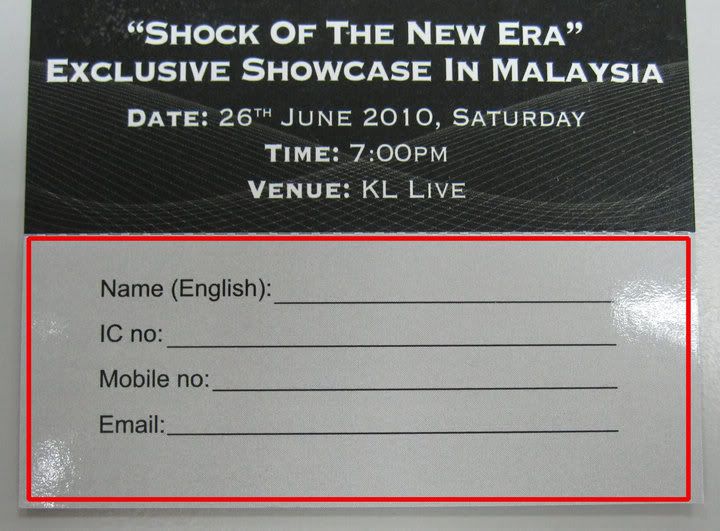 “SHOCK OF THE NEW ERA”
EXCLUSIVE SHOWCASE IN MALAYSIA
DATE: 26TH JUNE 2010, SATURDAY
TIME: 7:00PM
VENUE: KL LIVE
Name (English):
IC no:
Mobile no:
Email: